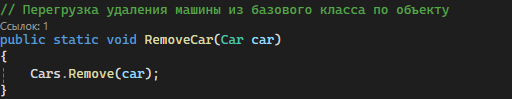 // Перегрузка удаления машины из базового класса по объекту
Ссылок: 1
public static void RemoveCar(Car car)
{
    Cars.Remove(car);
}